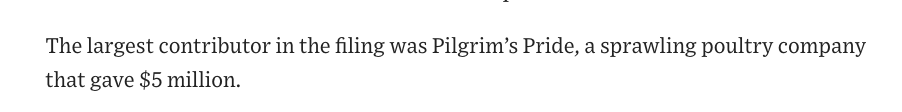 The largest contributor in the filing was Pilgrim’s Pride, a sprawling poultry company
that gave $5 million.